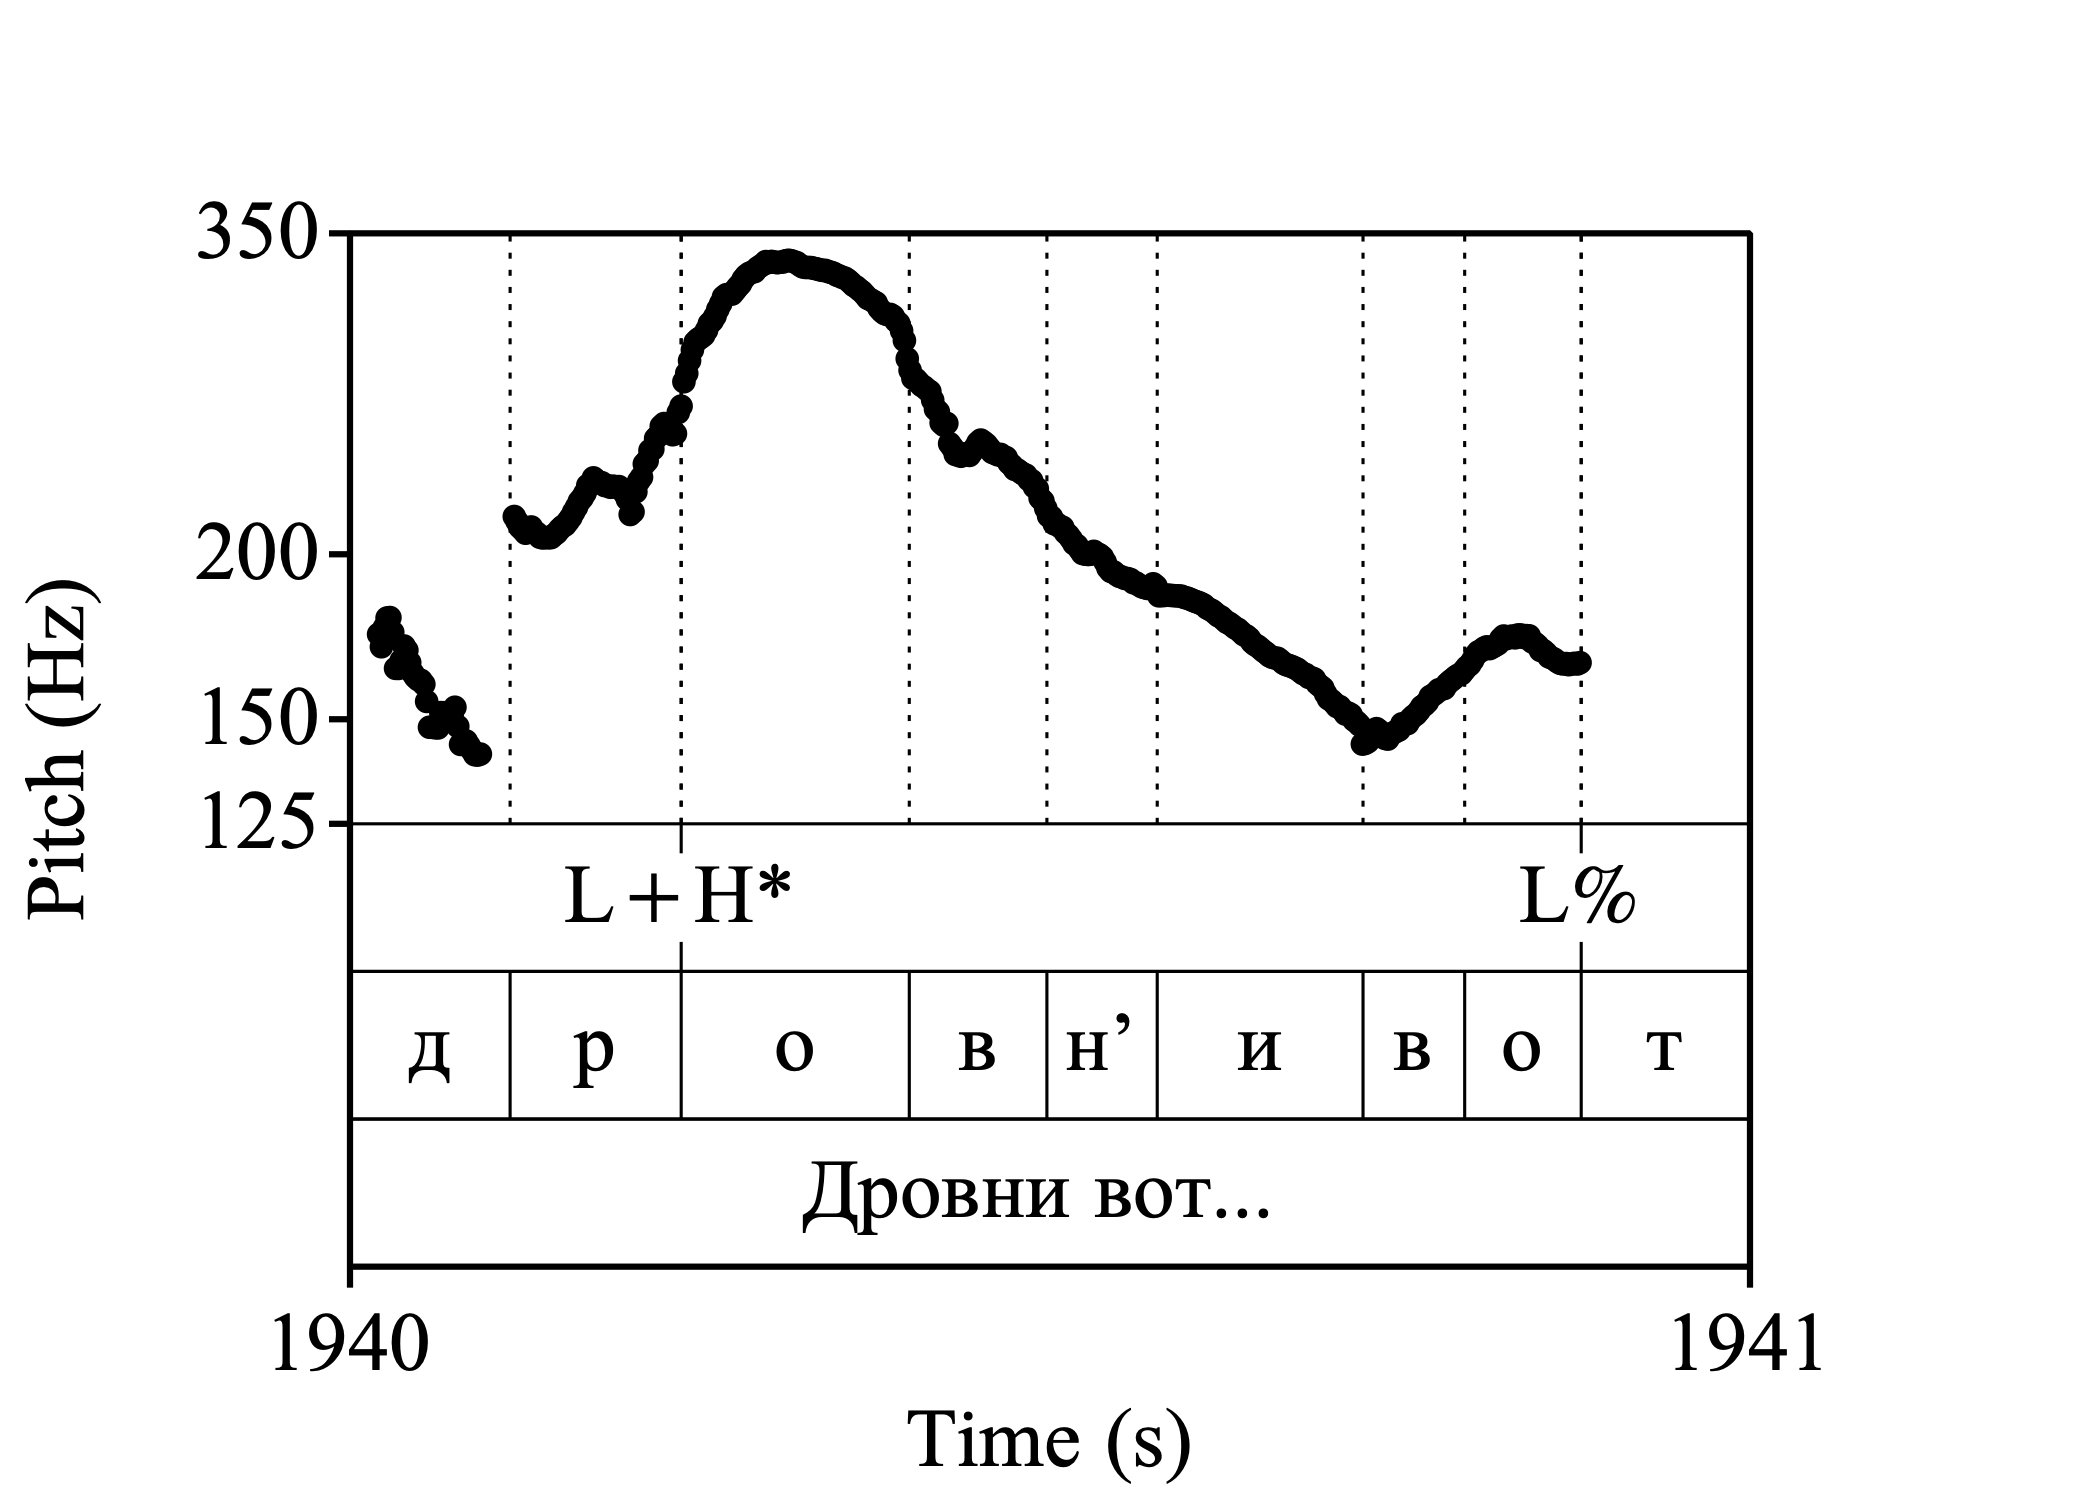 350
200
150
125
Pitch (Hz)
L+H* L%
д р о в н’ и в о т
Дровни вот...
1940 1941
Time (s)